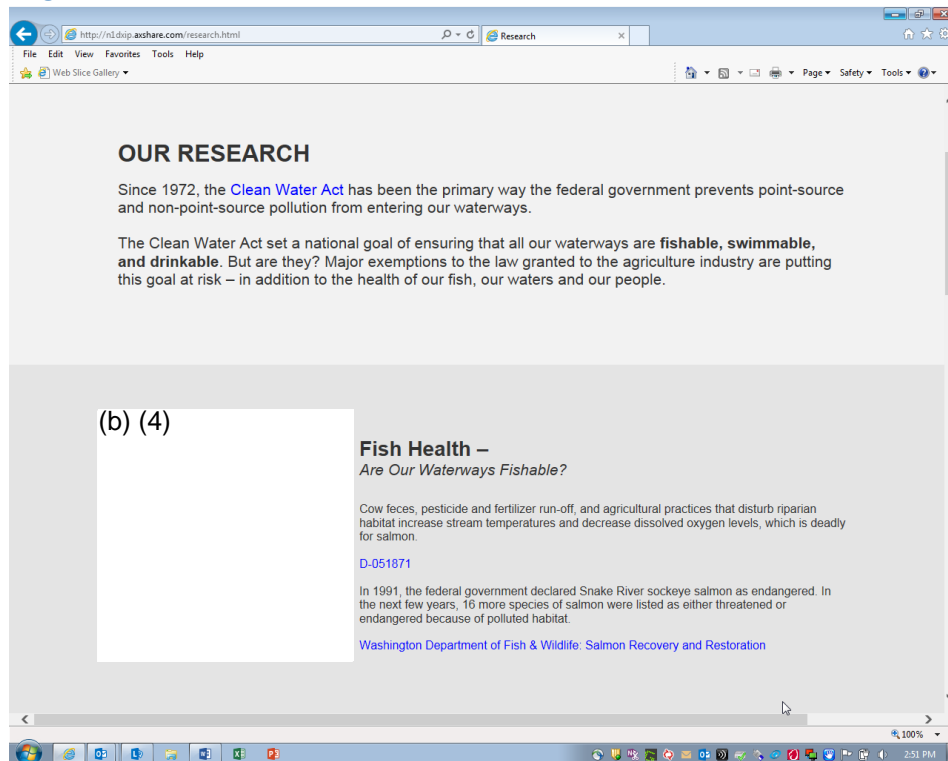 http://n1dxip.axshare.com/research.html
Research
File Edit View Favorites Tools Help
Web Slice Gallery
Page Safety Tools
OUR RESEARCH
Since 1972, the Clean Water Act has been the primary way the federal government prevents point-source
and non-point-source pollution from entering our waterways.
The Clean Water Act set a national goal of ensuring that all our waterways are fishable, swimmable,
and drinkable. But are they? Major exemptions to the law granted to the agriculture industry are putting
this goal at risk – in addition to the health of our fish, our waters and our people.
(b) (4)
Fish Health –
Are Our Waterways Fishable?
Cow feces, pesticide and fertilizer run-off, and agricultural practices that disturb riparian
habitat increase stream temperatures and decrease dissolved oxygen levels, which is deadly
for salmon.
D-051871
In 1991, the federal government declared Snake River sockeye salmon as endangered. In
the next few years, 16 more species of salmon were listed as either threatened or
endangered because of polluted habitat.
Washington Department of Fish & Wildlife: Salmon Recovery and Restoration
100%
2:51 PM